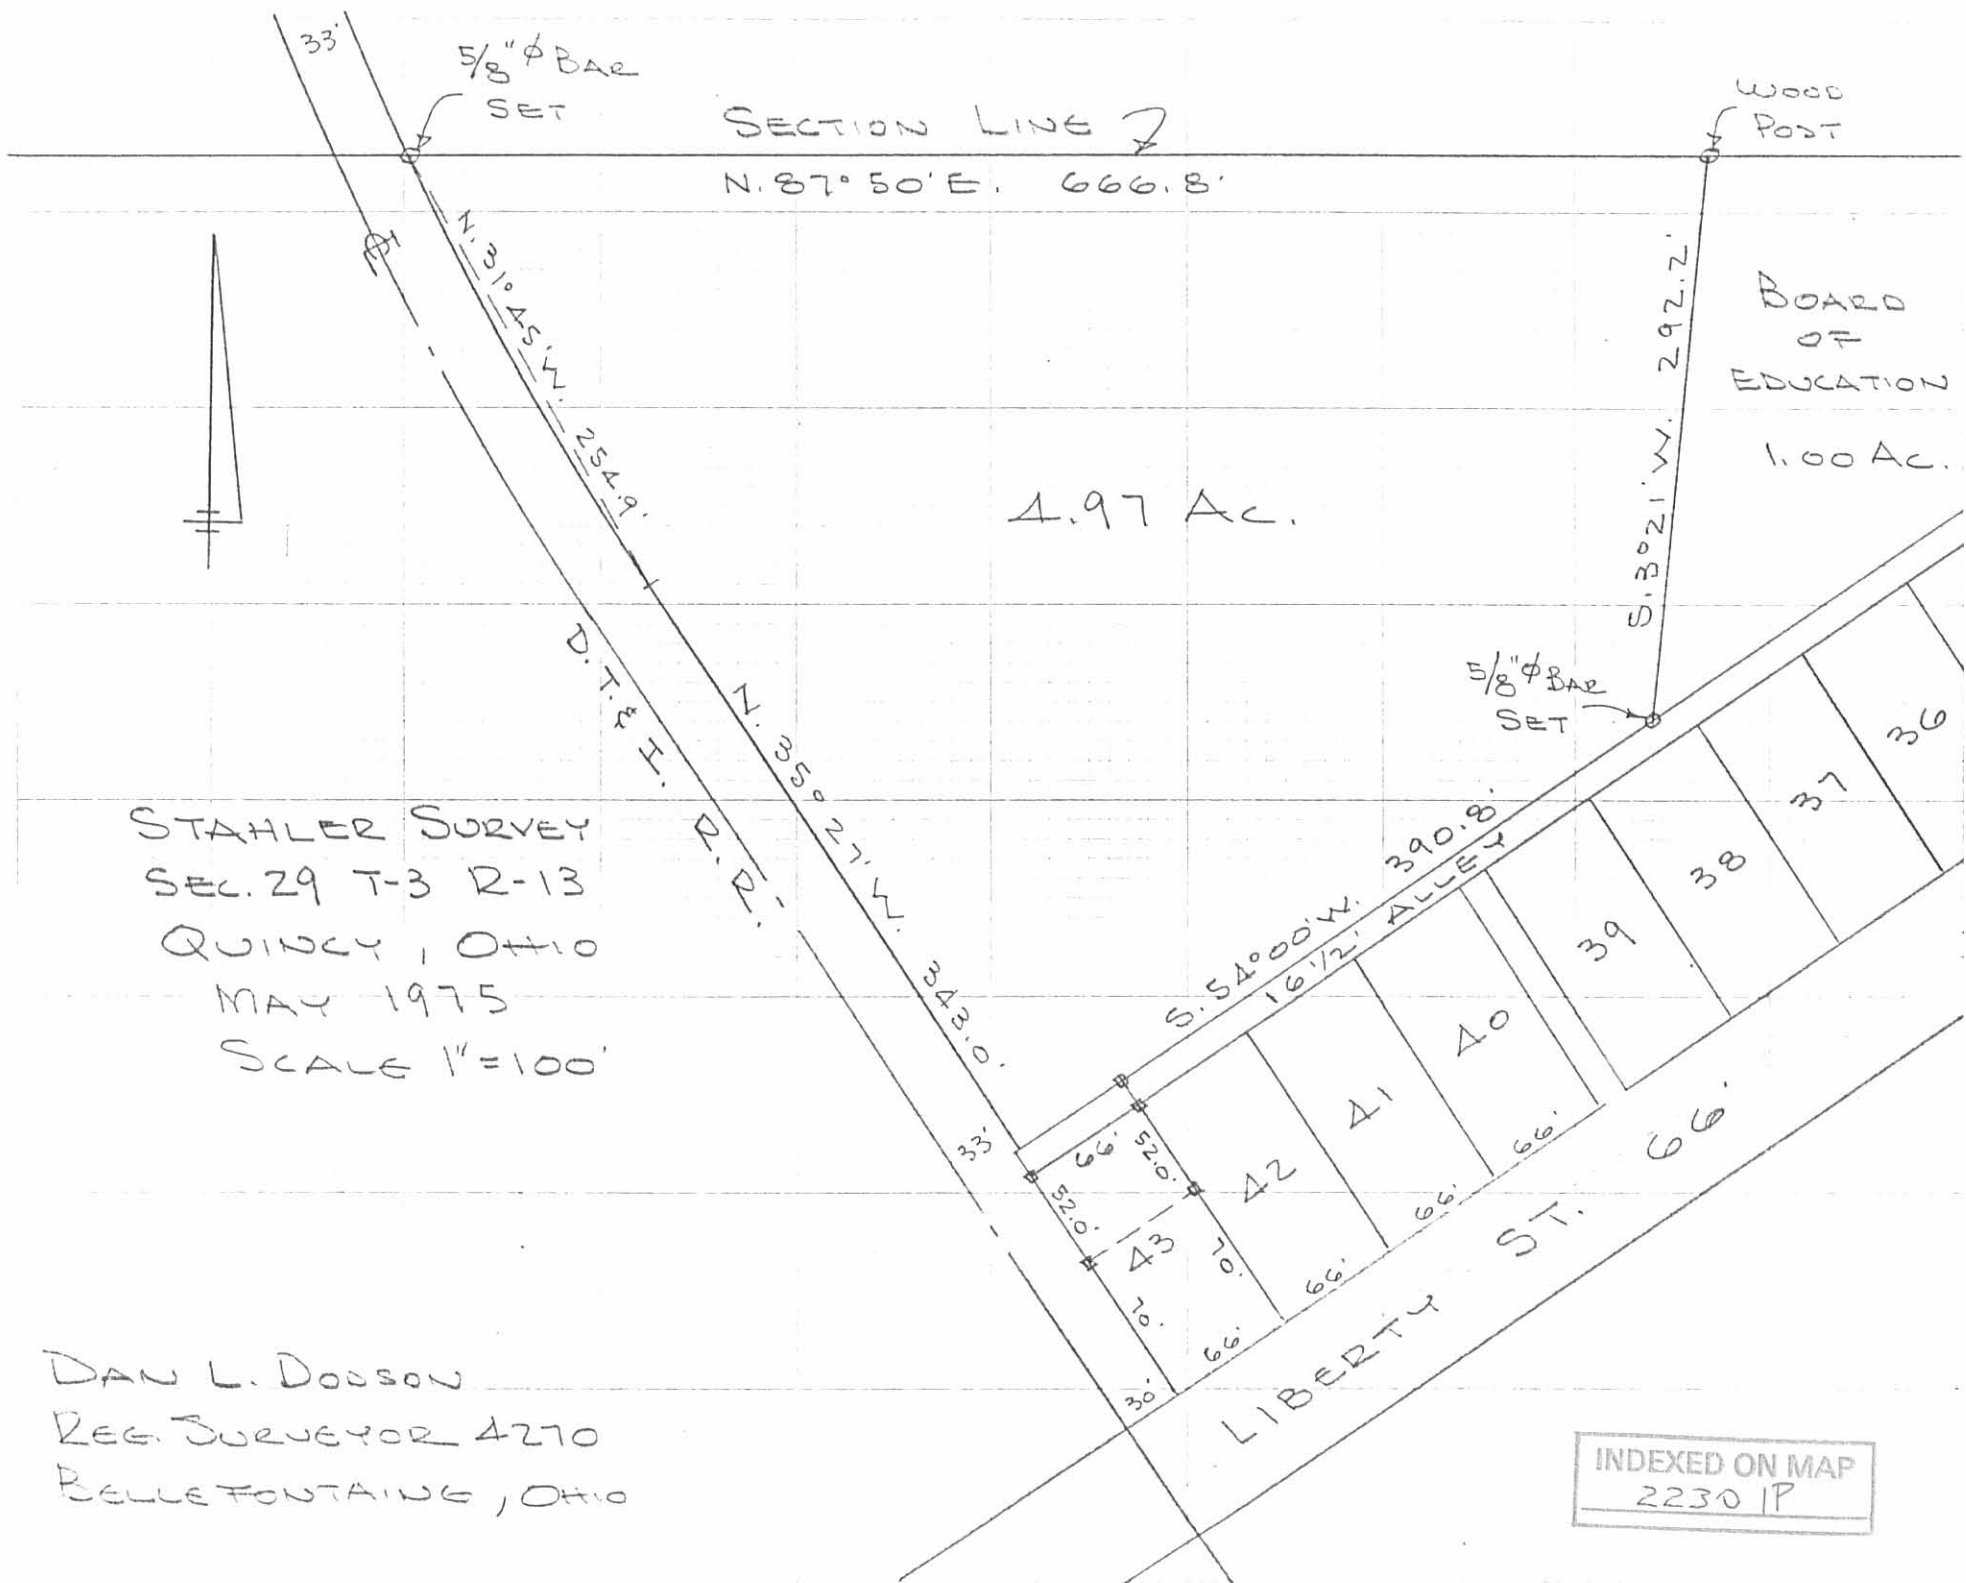 33'
5/8" Φ BAR
SET
SECTION LINE
N. 87° 50' E. 666.8'
WOOD
POST
N. 31° 45' W. 254.9'
S. 3° 21' W. 292.2'
BOARD
OF
EDUCATION
1.00 AC.
4.97 AC.
D. T. & I. R. R.
N. 35° 27' W. 343.0'
5/8" Φ BAR
SET
STAHLER SURVEY
SEC. 29 T-3 R-13
QUINCY, OHIO
MAY 1975
SCALE 1" = 100'
S. 54° 00' W. 390.8'
16 1/2' ALLEY
36
37
38
39
40
41
42
43
33'
66'
52.0'
52.0'
70'
70'
66'
66'
66'
66'
30'
LIBERTY ST. 66'
DAN L. DODSON
REG. SURVEYOR 4270
BELLEFONTAINE, OHIO
INDEXED ON MAP
2230 IP